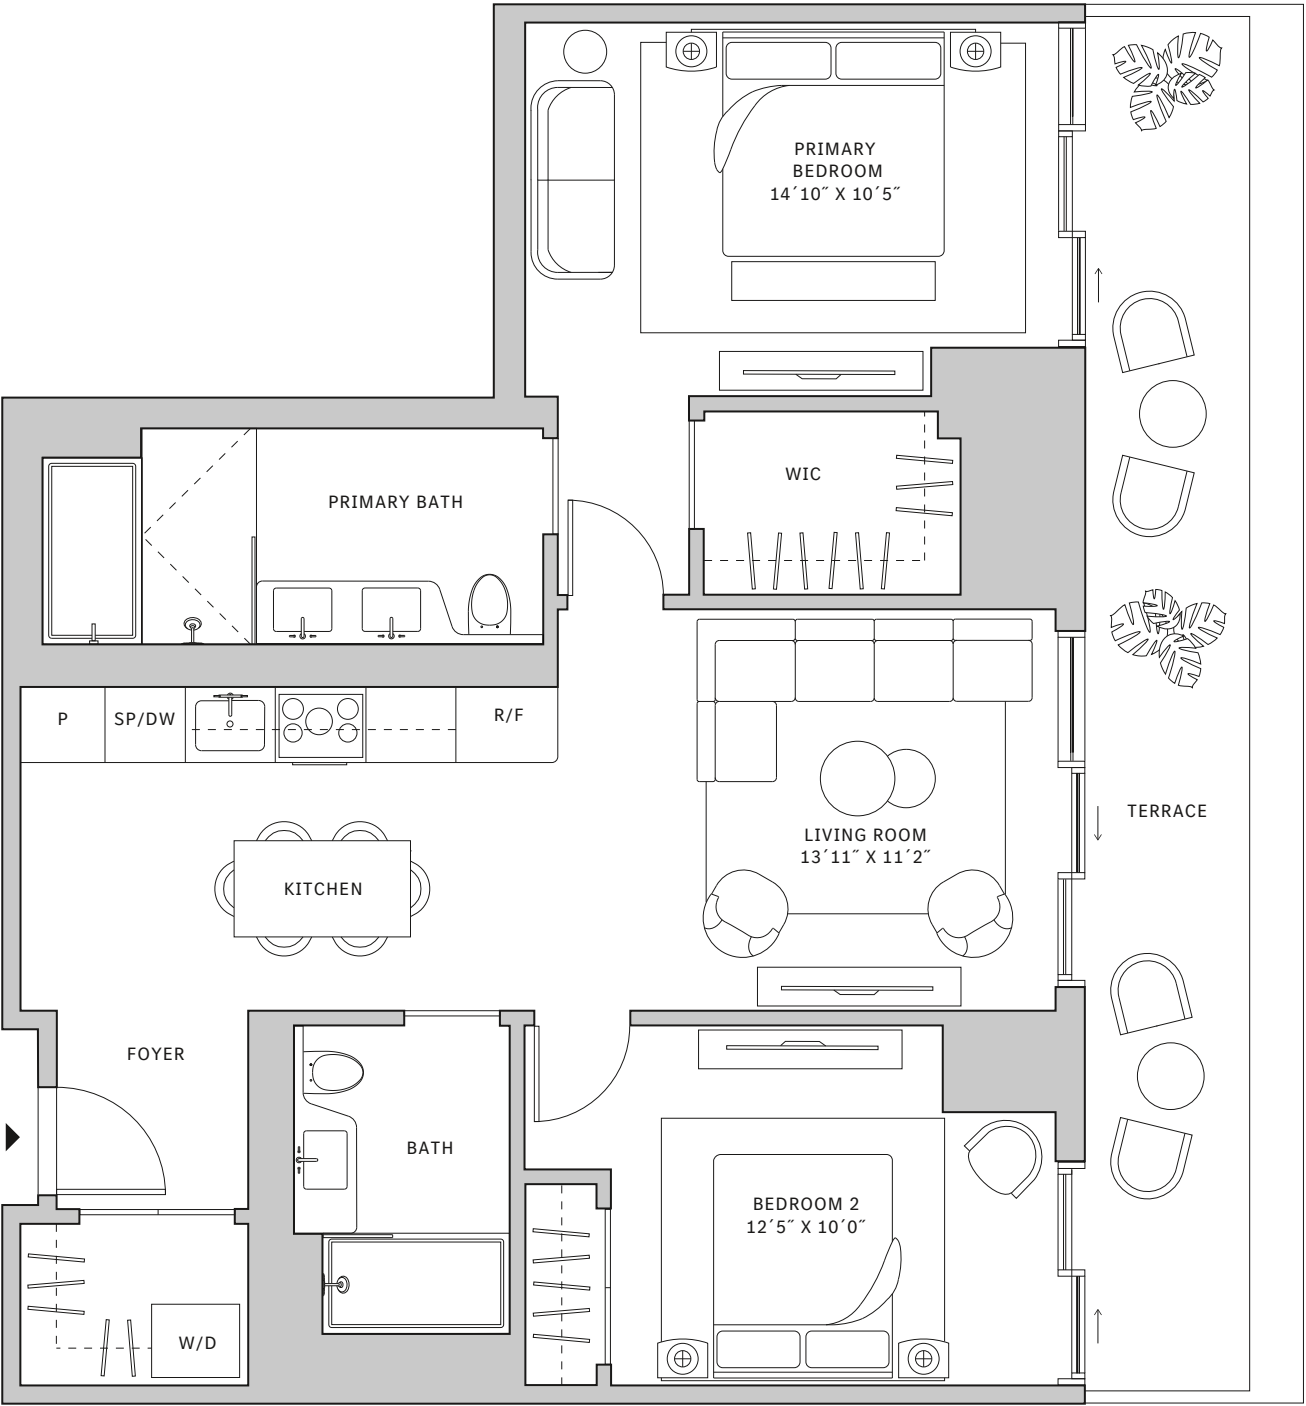 PRIMARY
BEDROOM
14´10˝ X 10´5˝
WIC
PRIMARY BATH
P
SP/DW
R/F
TERRACE
LIVING ROOM
13´11˝ X 11´2˝
KITCHEN
FOYER
BATH
BEDROOM 2
12´5˝ X 10´0˝
W/D